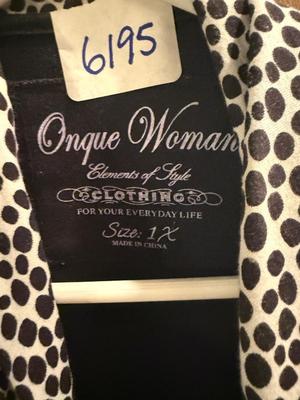 6195
Onque Woman
Elements of Style
CLOTHING
FOR YOUR EVERYDAY LIFE
Size: 1X
MADE IN CHINA